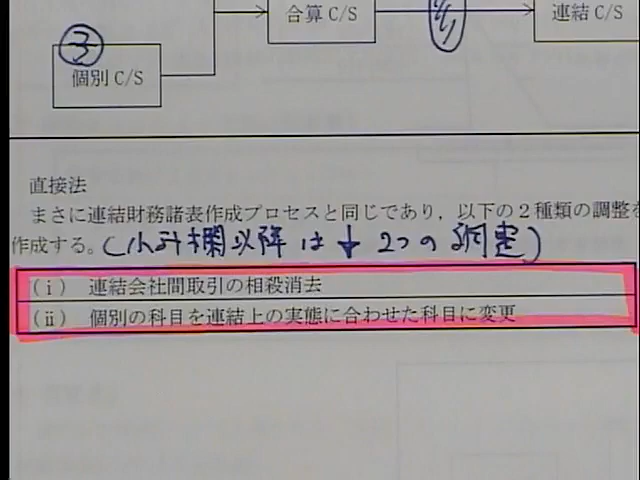 合算 C/S
連結 C/S
③
個別 C/S
直接法
まさに連結財務諸表作成プロセスと同じであり，以下の２種類の調整を
作成する。(小計欄以降は↓2つの調整)
(ⅰ) 連結会社間取引の相殺消去
(ⅱ) 個別の科目を連結上の実態に合わせた科目に変更